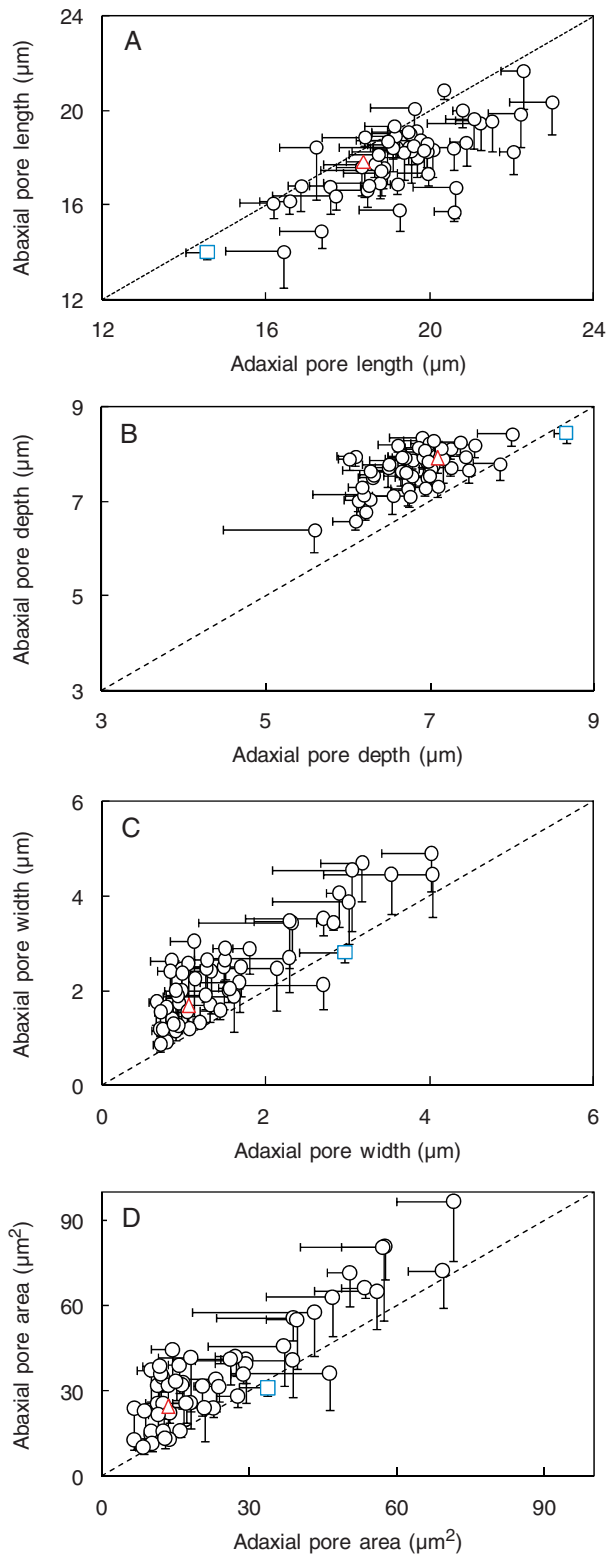 A
Abaxial pore length (µm)
24
20
16
12
12 16 20 24
Adaxial pore length (µm)
B
Abaxial pore depth (µm)
9
7
5
3
3 5 7 9
Adaxial pore depth (µm)
C
Abaxial pore width (µm)
6
4
2
0
0 2 4 6
Adaxial pore width (µm)
D
Abaxial pore area (µm²)
90
60
30
0
0 30 60 90
Adaxial pore area (µm²)